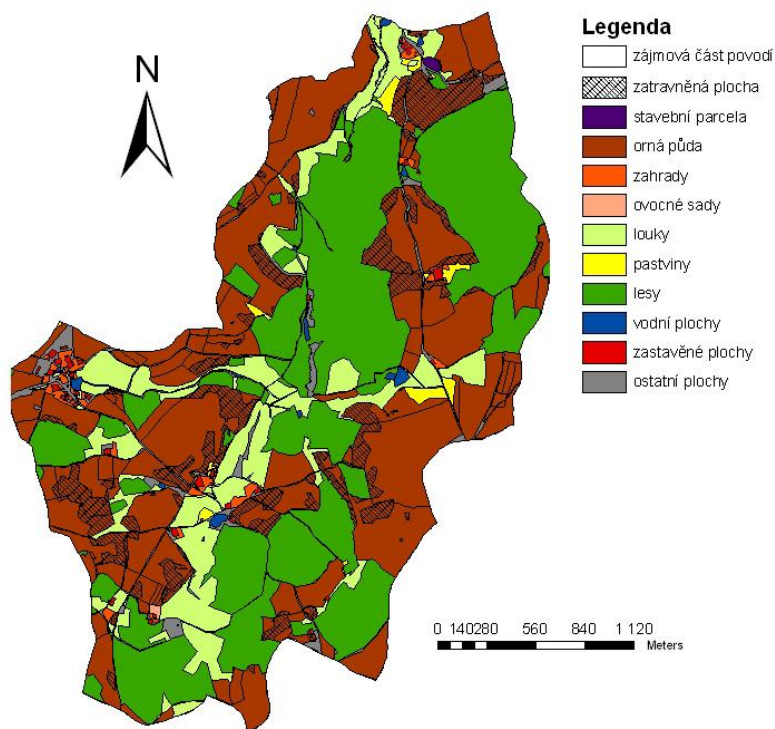 N
Legenda
zájmová část povodí
zatravněná plocha
stavební parcela
orná půda
zahrady
ovocné sady
louky
pastviny
lesy
vodní plochy
zastavěné plochy
ostatní plochy
0 140280 560 840 1 120
Meters